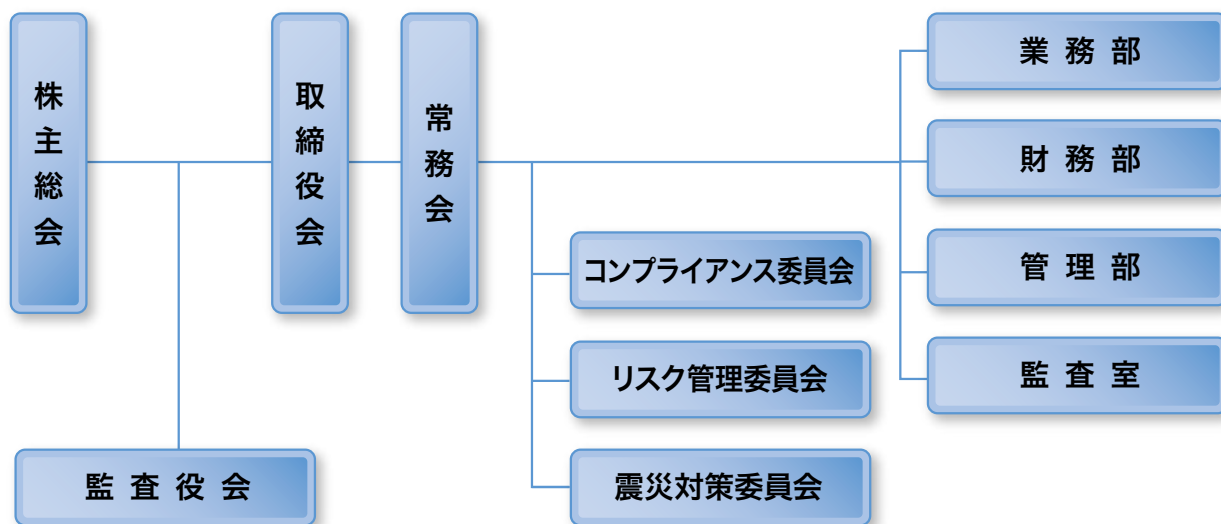 株主総会
取締役会
常務会
業務部
財務部
コンプライアンス委員会
管理部
リスク管理委員会
監査室
監査役会
震災対策委員会